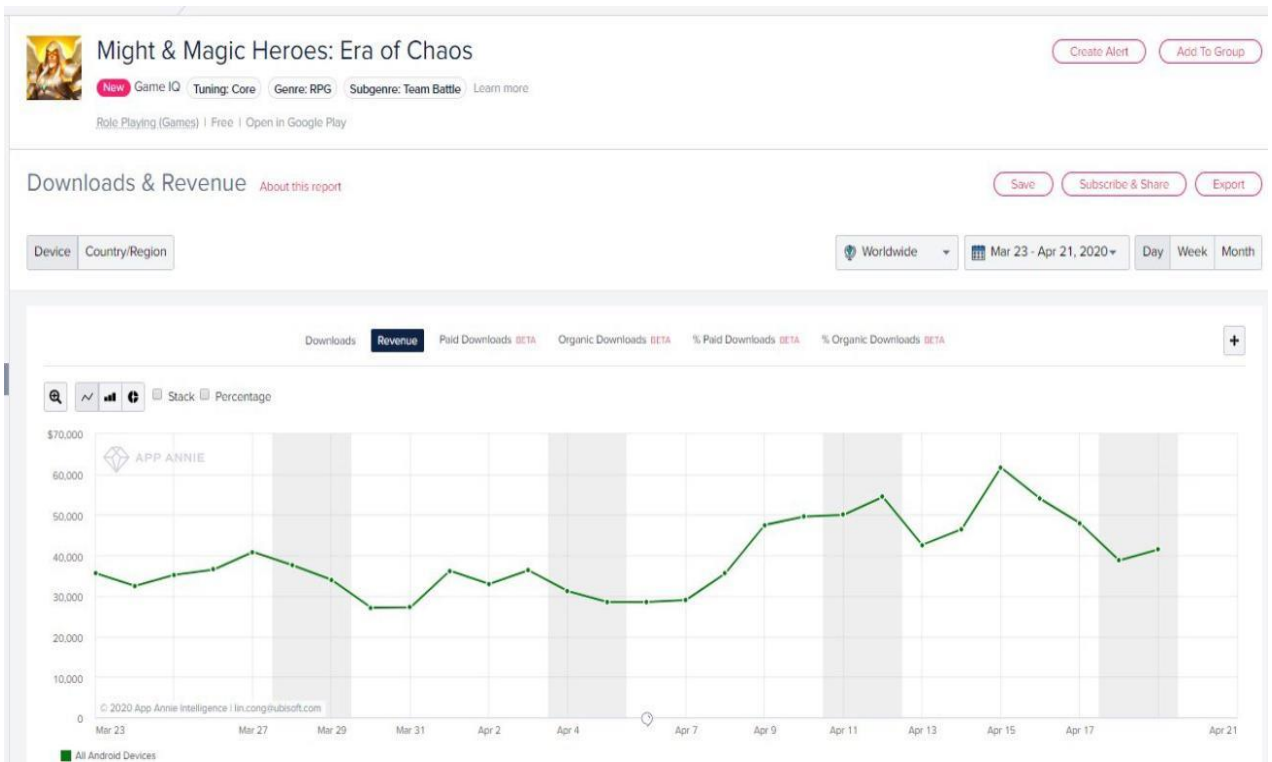 Might & Magic Heroes: Era of Chaos
Create Alert Add To Group
New Game IQ Tuning: Core Genre: RPG Subgenre: Team Battle Learn more
Role Playing (Games) | Free | Open in Google Play
Downloads & Revenue About this report
Save Subscribe & Share Export
Device Country/Region
Worldwide Mar 23 - Apr 21, 2020 Day Week Month
Downloads Revenue Paid Downloads BETA Organic Downloads BETA % Paid Downloads BETA % Organic Downloads BETA
+
Stack Percentage
$70,000
APP ANNIE
60,000
50,000
40,000
30,000
20,000
10,000
© 2020 App Annie Intelligence | lin.cong@ubisoft.com
0
Mar 23 Mar 27 Mar 29 Mar 31 Apr 2 Apr 4 Apr 7 Apr 9 Apr 11 Apr 13 Apr 15 Apr 17 Apr 21
All Android Devices